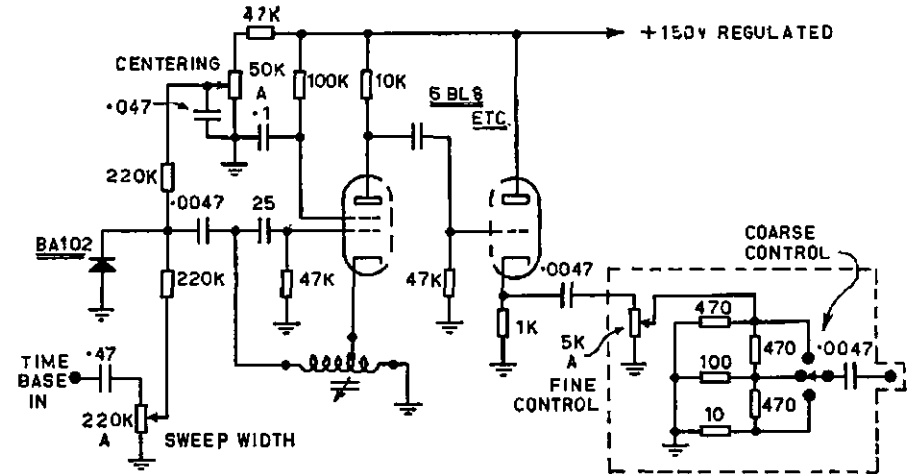 47K
+150V REGULATED
CENTERING
50K
A
100K
10K
.047
.1
6BL8
ETC.
220K
.0047
25
BA102
220K
47K
47K
.0047
COARSE
CONTROL
1K
5K
A
FINE
CONTROL
470
470
100
470
10
.0047
TIME
BASE
IN
.47
220K
A
SWEEP WIDTH